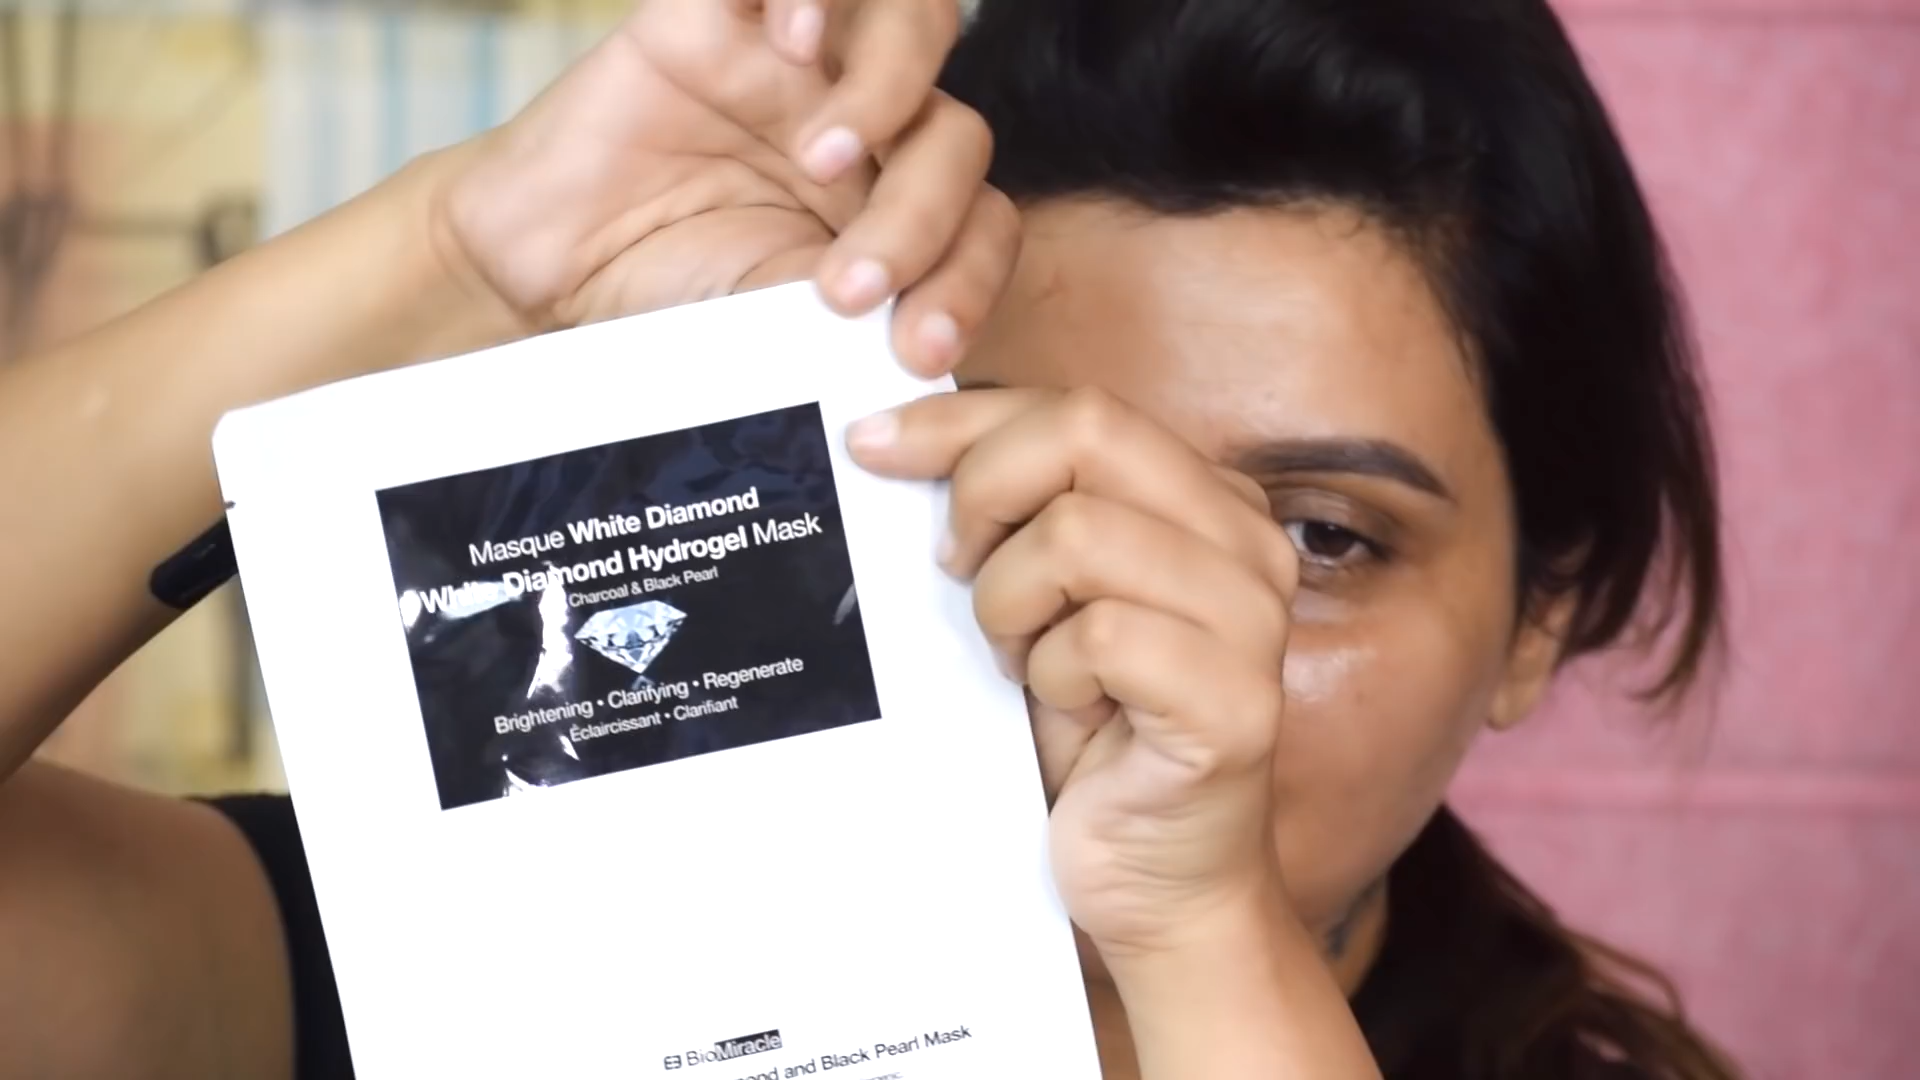 Masque White Diamond
White Diamond Hydrogel Mask
Charcoal & Black Pearl
Brightening • Clarifying • Regenerate
Éclaircissant • Clarifiant
BioMiracle
and Black Pearl Mask